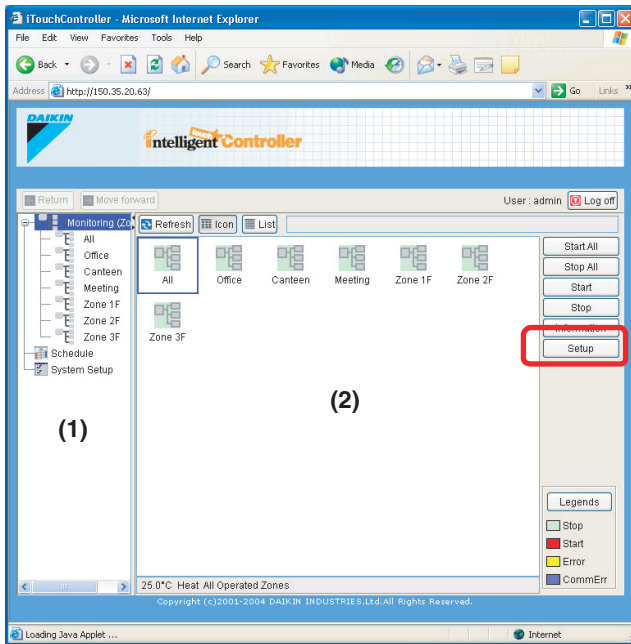 iTouchController - Microsoft Internet Explorer
File Edit View Favorites Tools Help
Back Search Favorites Media
Address http://150.35.20.63/ Go Links »
DAIKIN
intelligent touch Controller
Return Move forward User : admin Log off
Monitoring (Zo
All
Office
Canteen
Meeting
Zone 1F
Zone 2F
Zone 3F
Schedule
System Setup
(1)
Refresh Icon List
All Office Canteen Meeting Zone 1F Zone 2F
Zone 3F
(2)
Start All
Stop All
Start
Stop
Information
Setup
Legends
Stop
Start
Error
CommErr
25.0°C Heat All Operated Zones
Copyright (c)2001-2004 DAIKIN INDUSTRIES,Ltd.All Rights Reserved.
Loading Java Applet ... Internet